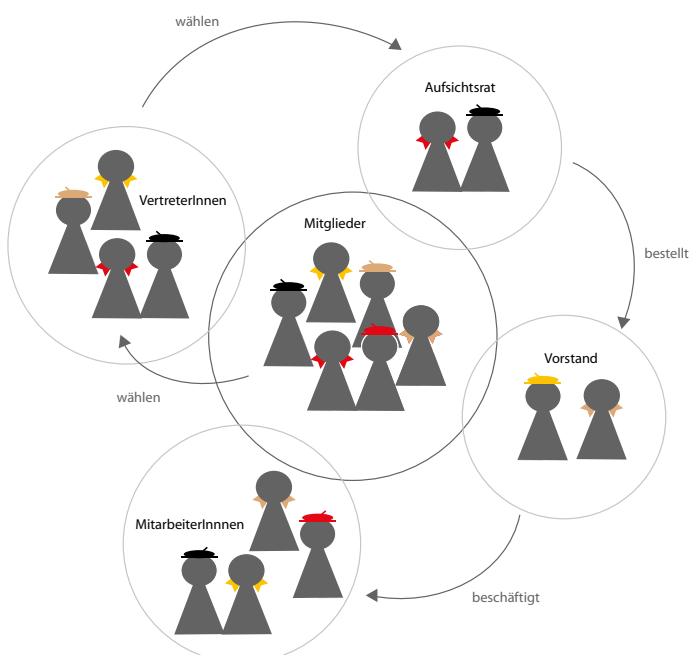 wählen
Aufsichtsrat
VertreterInnen
Mitglieder
bestellt
Vorstand
wählen
MitarbeiterInnnen
beschäftigt